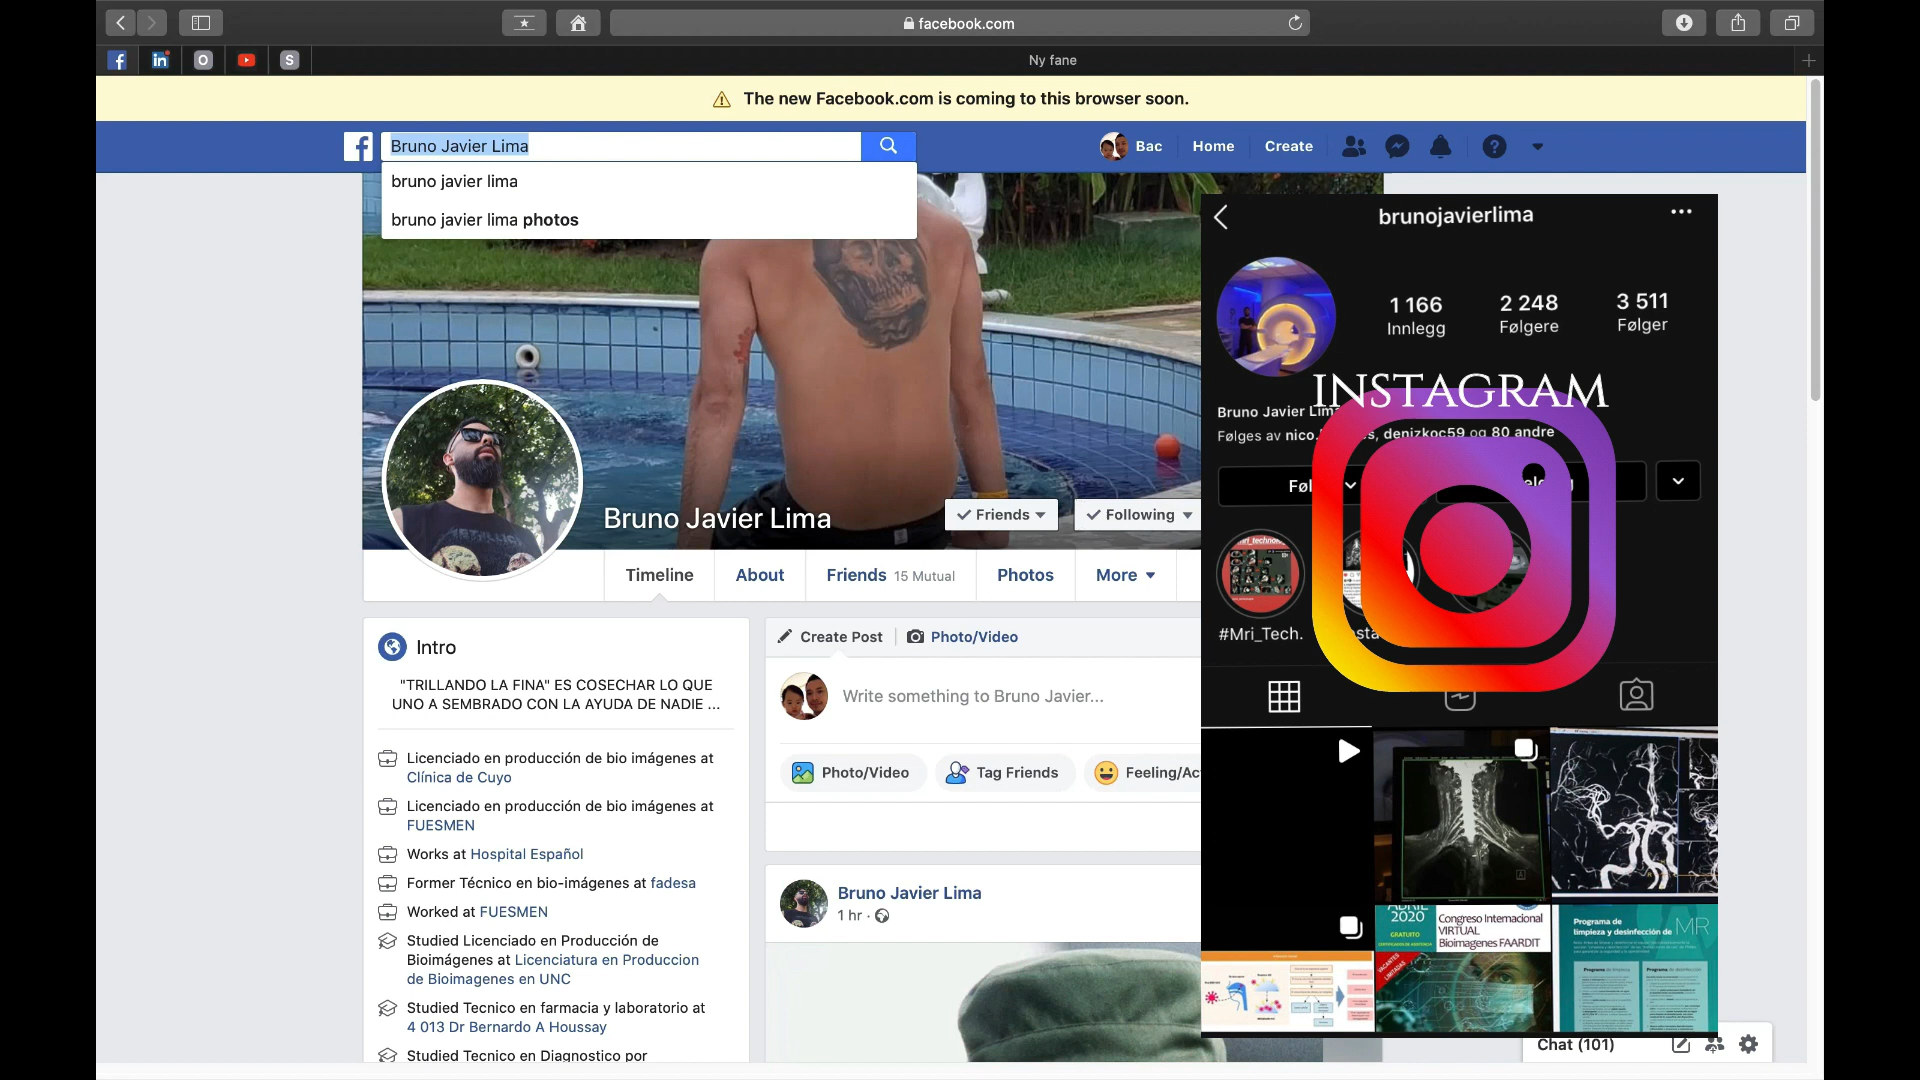 facebook.com
O
S
Ny fane
The new Facebook.com is coming to this browser soon.
Bruno Javier Lima
Bac
Home
Create
bruno javier lima
bruno javier lima photos
Bruno Javier Lima
Friends
Following
Timeline
About
Friends 15 Mutual
Photos
More
Intro
"TRILLANDO LA FINA" ES COSECHAR LO QUE
UNO A SEMBRADO CON LA AYUDA DE NADIE ...
Licenciado en producción de bio imágenes at
Clínica de Cuyo
Licenciado en producción de bio imágenes at
FUESMEN
Works at Hospital Español
Former Técnico en bio-imágenes at fadesa
Worked at FUESMEN
Studied Licenciado en Producción de
Bioimágenes at Licenciatura en Produccion
de Bioimagenes en UNC
Studied Tecnico en farmacia y laboratorio at
4 013 Dr Bernardo A Houssay
Studied Tecnico en Diagnostico por
Create Post
Photo/Video
Write something to Bruno Javier...
Photo/Video
Tag Friends
Feeling/Ac
Bruno Javier Lima
1 hr
brunojavierlima
1 166
Innlegg
2 248
Følgere
3 511
Følger
INSTAGRAM
Bruno Javier Lima
Følges av nico. denizkoc59 og 80 andre
#Mri_Tech.
ABRIL
2020
GRATUITO
Congreso Internacional
VIRTUAL
Bioimagenes FAARDIT
VACANTES
LIMITADAS
Programa de
limpieza y desinfección de MR
Chat (101)